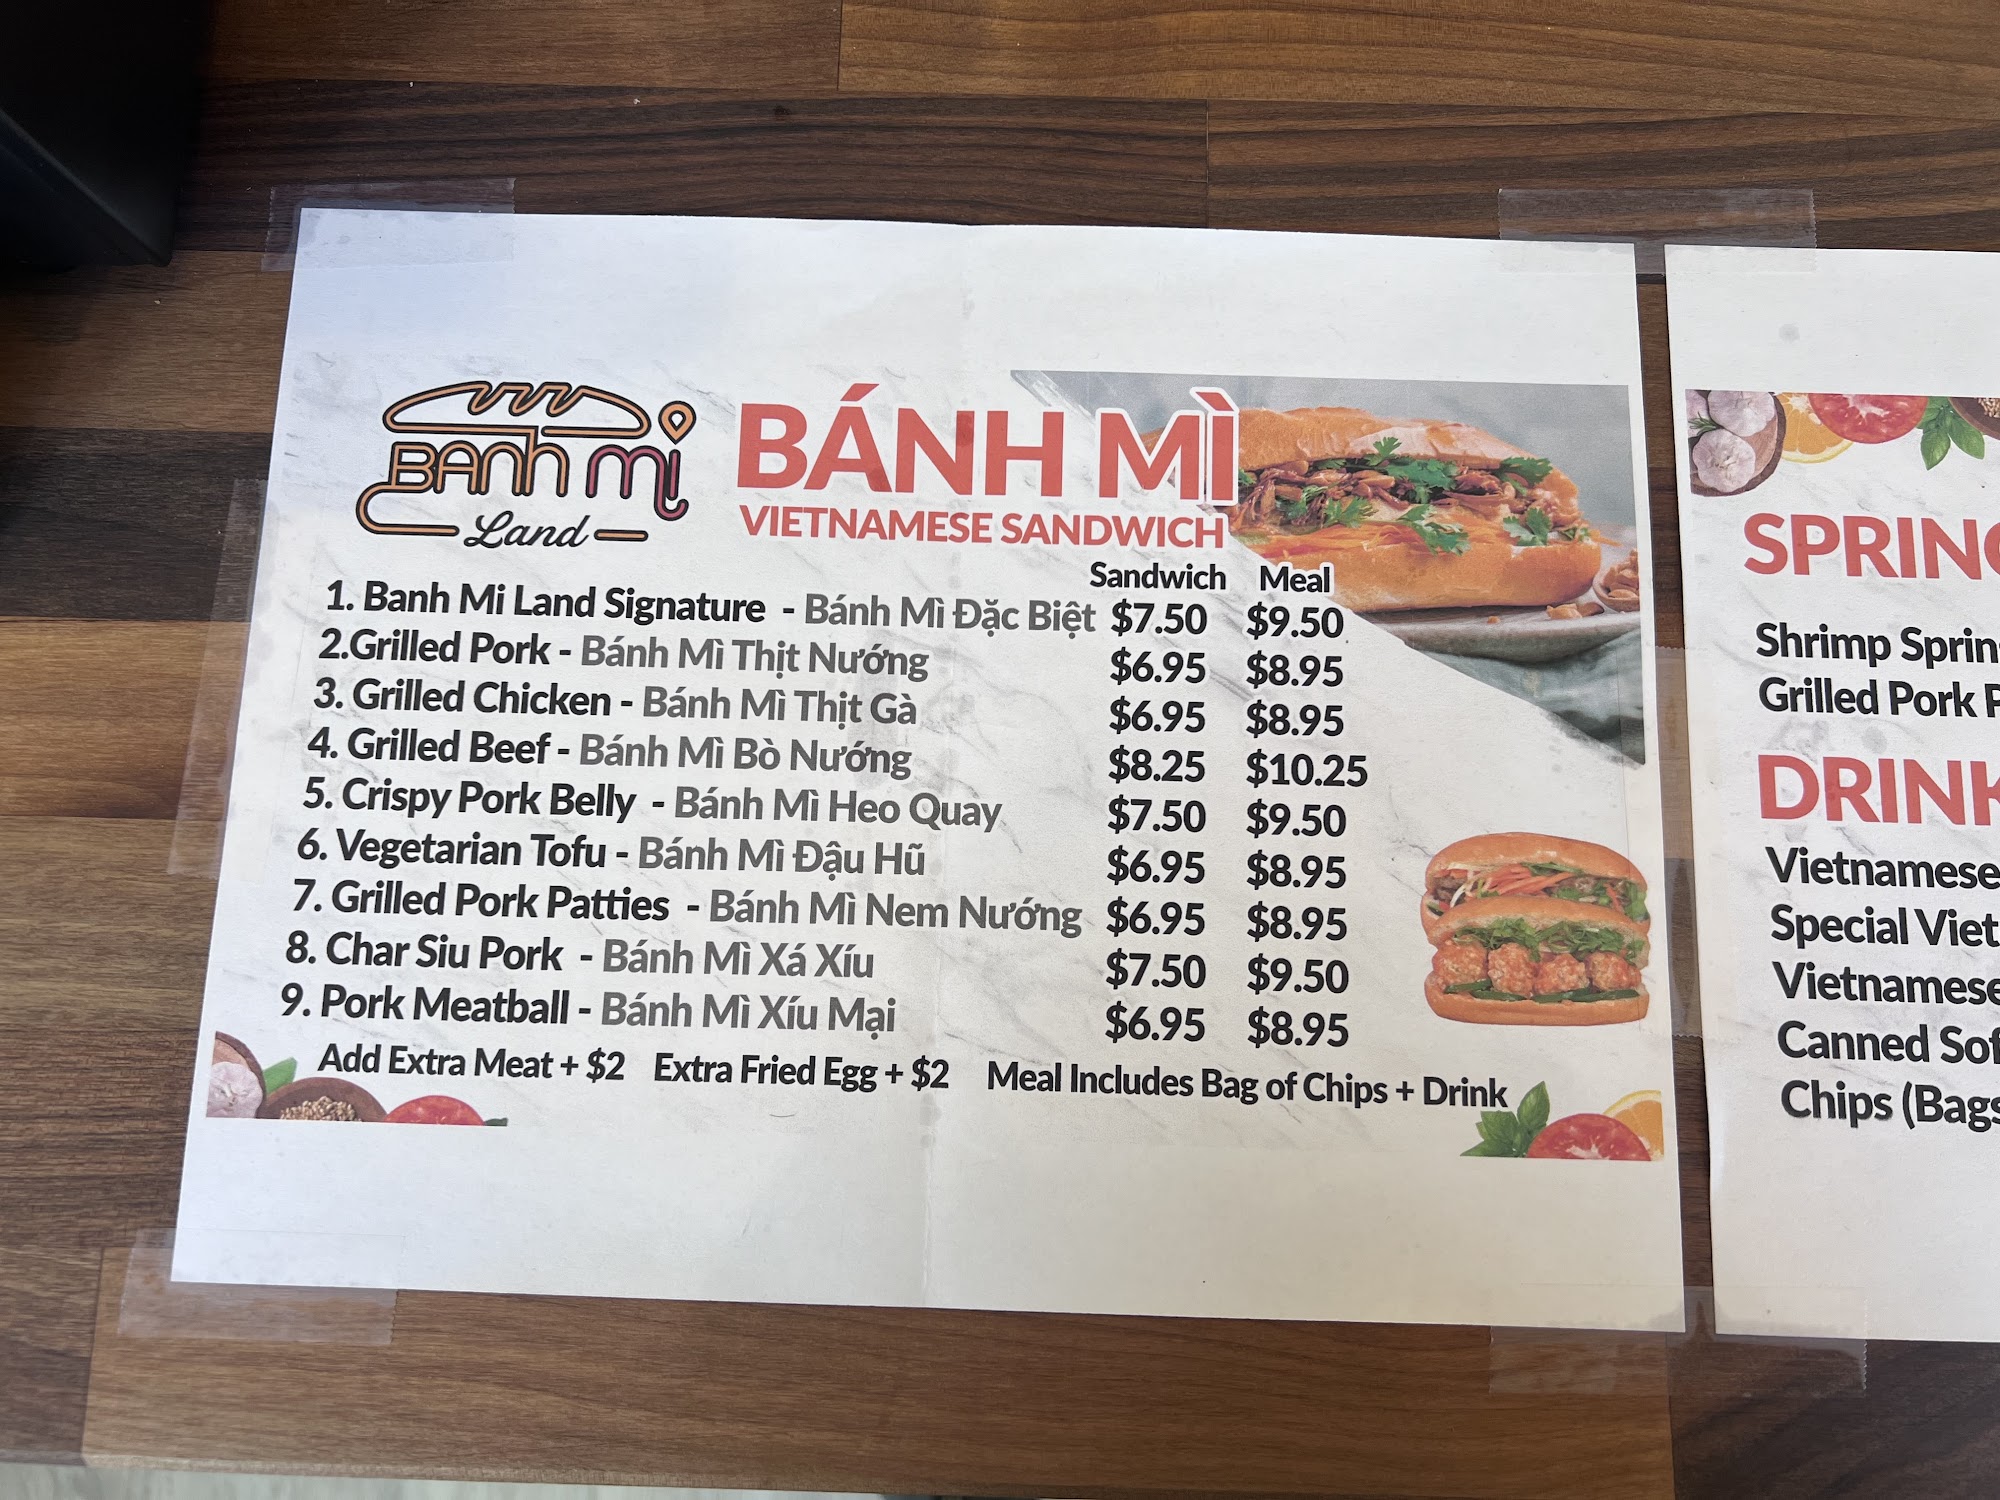 BANH MI
Land
BÁNH MÌ
VIETNAMESE SANDWICH
Sandwich Meal
1. Banh Mi Land Signature - Bánh Mì Đặc Biệt $7.50 $9.50
2.Grilled Pork - Bánh Mì Thịt Nướng $6.95 $8.95
3. Grilled Chicken - Bánh Mì Thịt Gà $6.95 $8.95
4. Grilled Beef - Bánh Mì Bò Nướng $8.25 $10.25
5. Crispy Pork Belly - Bánh Mì Heo Quay $7.50 $9.50
6. Vegetarian Tofu - Bánh Mì Đậu Hũ $6.95 $8.95
7. Grilled Pork Patties - Bánh Mì Nem Nướng $6.95 $8.95
8. Char Siu Pork - Bánh Mì Xá Xíu $7.50 $9.50
9. Pork Meatball - Bánh Mì Xíu Mại $6.95 $8.95
Add Extra Meat + $2 Extra Fried Egg + $2 Meal Includes Bag of Chips + Drink
SPRING
Shrimp Sprin
Grilled Pork
DRINK
Vietnamese
Special Viet
Vietnamese
Canned Sof
Chips (Bags